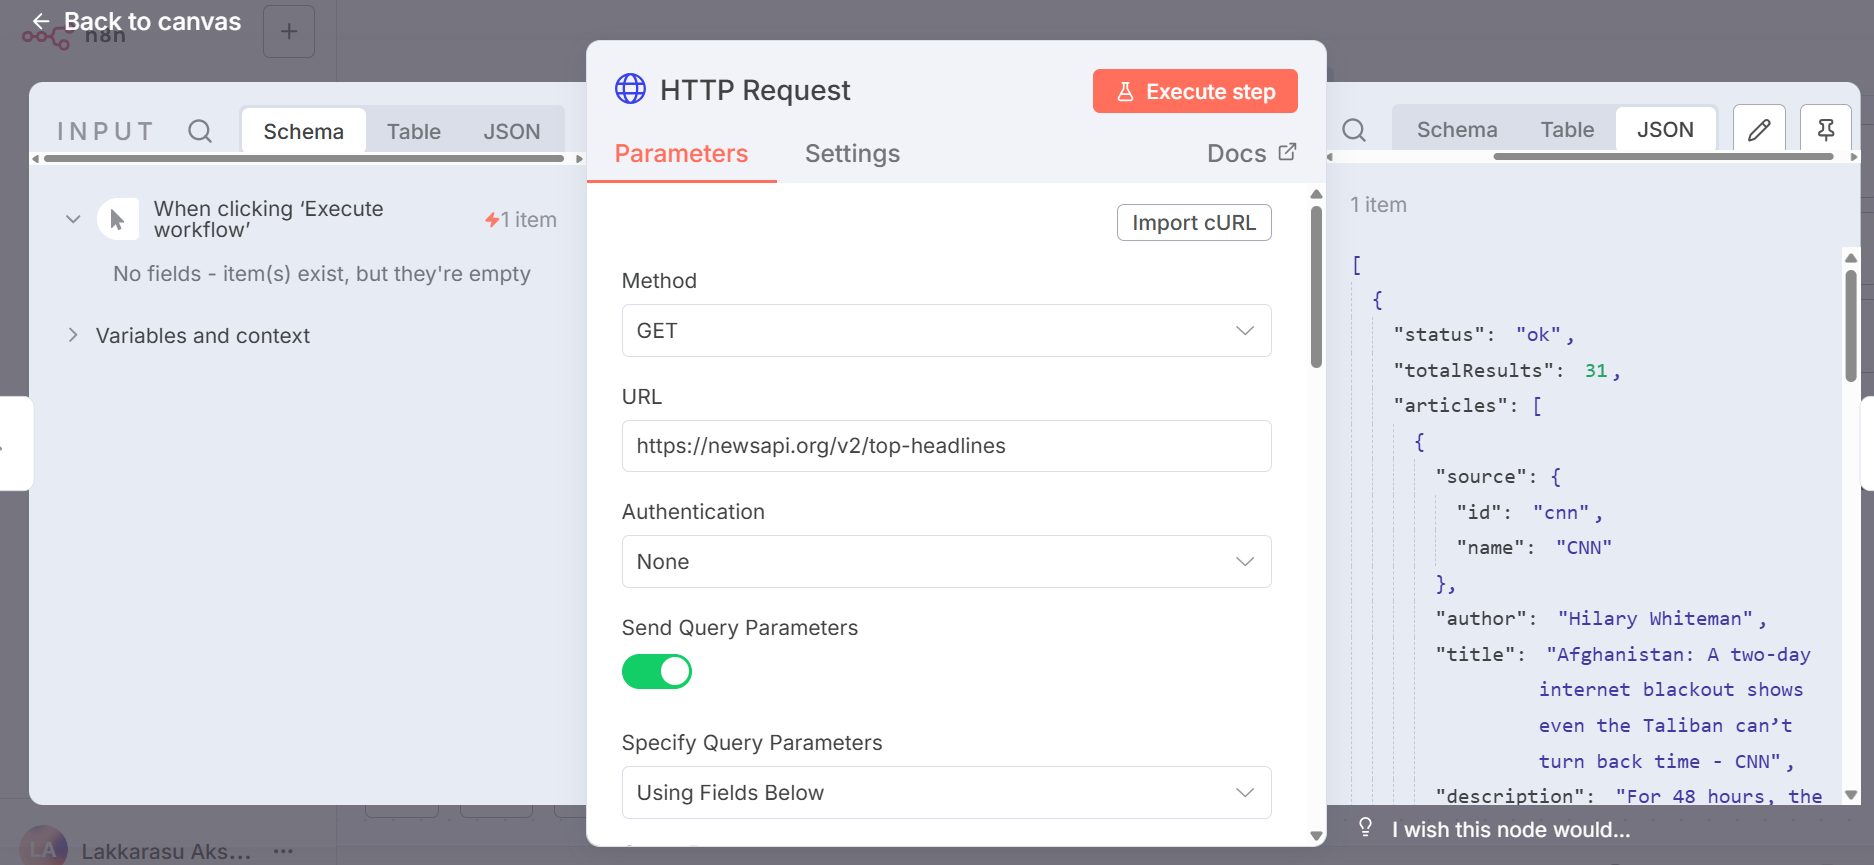 Back to canvas
n8n
INPUT
Schema
Table
JSON
When clicking ‘Execute
workflow’
1 item
No fields - item(s) exist, but they're empty
Variables and context
HTTP Request
Execute step
Parameters
Settings
Docs
Import cURL
Method
GET
URL
https://newsapi.org/v2/top-headlines
Authentication
None
Send Query Parameters
Specify Query Parameters
Using Fields Below
Schema
Table
JSON
1 item
[
{
"status": "ok",
"totalResults": 31,
"articles": [
{
"source": {
"id": "cnn",
"name": "CNN"
},
"author": "Hilary Whiteman",
"title": "Afghanistan: A two-day
internet blackout shows
even the Taliban can’t
turn back time - CNN",
"description": "For 48 hours, the
I wish this node would...
LA
Lakkarasu Aks...